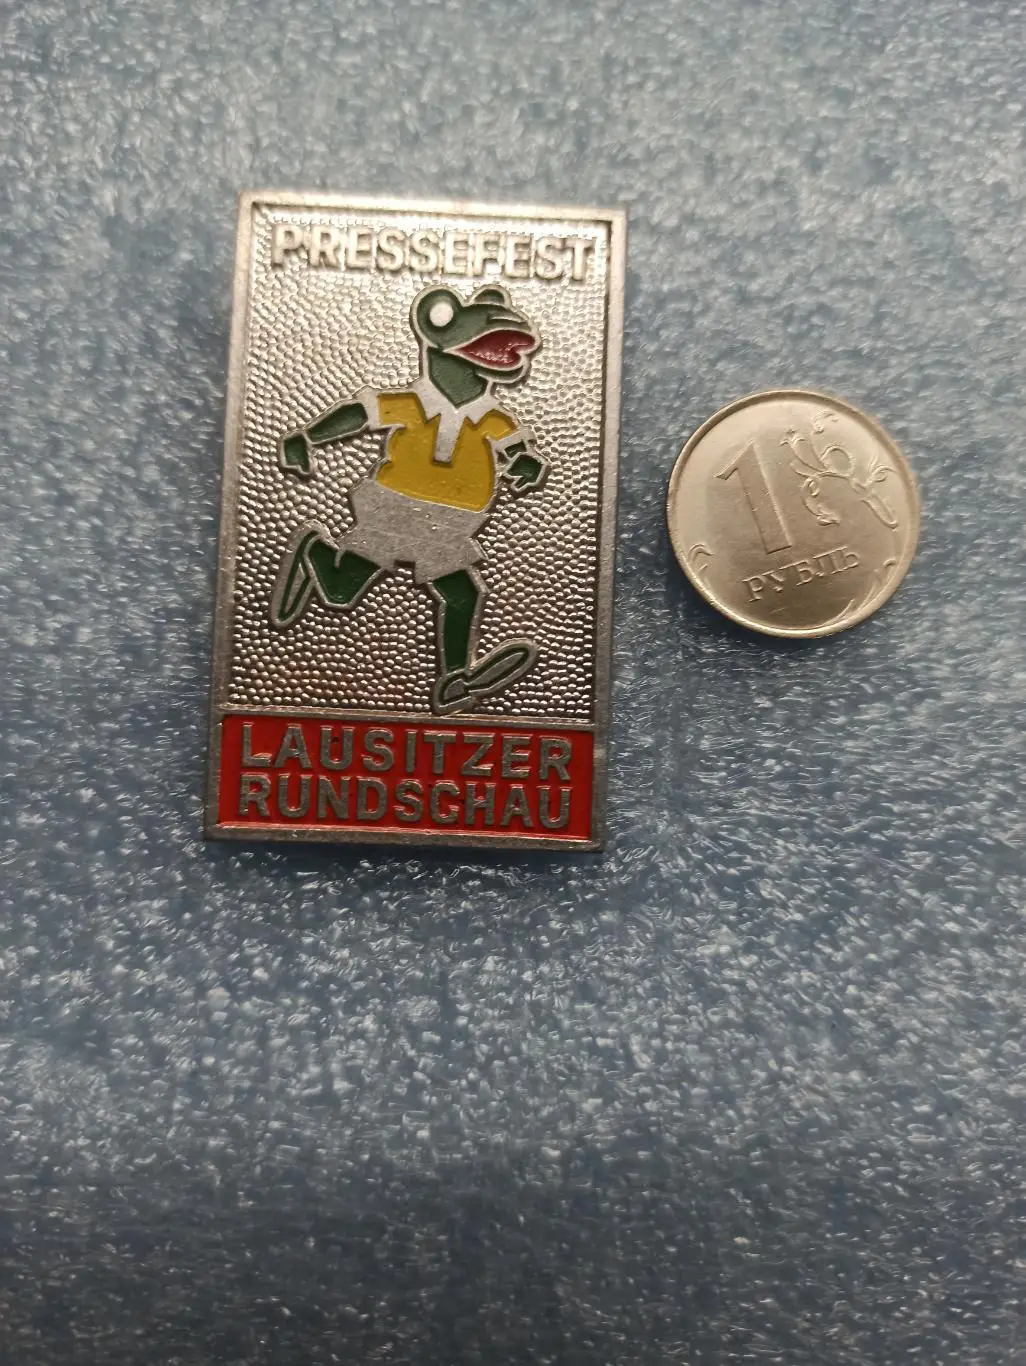 PRESSEFEST
LAUSITZER
RUNDSCHAU
1
РУБЛЬ